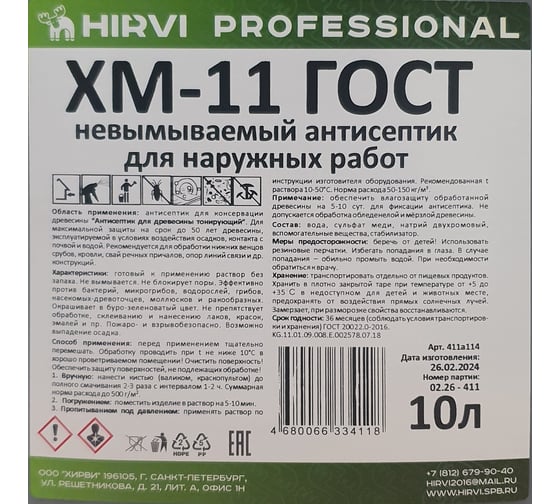 HIRVI PROFESSIONAL
ХМ-11 ГОСТ
невымываемый антисептик
для наружных работ
Область применения: антисептик для консервации
древесины "Антисептик для древесины тонирующий". Для
максимальной защиты на срок до 50 лет древесины,
эксплуатируемой в условиях воздействия осадков, контакта с
почвой и водой. Рекомендуется для обработки нижних венцов
срубов, кровли, свай речных причалов, опор линий связи и др.
конструкций.
Характеристики: готовый к применению раствор без
запаха. Не вымывается. Не блокирует поры. Эффективно
против бактерий, микрогрибов, водорослей, грибов,
насекомых-древоточцев, моллюсков и ракообразных.
Окрашивает в буро-зеленоватый цвет. Не препятствует
обработке, склеиванию и нанесению лаков, красок,
эмалей и пр. Пожаро- и взрывобезопасно. Возможно
выпадение осадка.
Способ применения: перед применением тщательно
перемешать. Обработку проводить при t не ниже 10°С в
хорошо проветриваемом помещении! Очистить поверхность!
Обеспечить защиту поверхностей, не подлежащих обработке!
1. Вручную: нанести кистью (валиком, краскопультом) до
полного смачивания 2-3 раза с интервалом 1-2 ч. Суммарная
норма расхода до 500 г/м².
2. Погружением: поместить изделие в раствор на 5-10 мин.
3. Пропитыванием под давлением: применять раствор по
инструкции изготовителя оборудования. Рекомендованная t
раствора 10-50°С. Норма расхода 50-150 кг/м³.
Примечание: обеспечить влагозащиту обработанной
древесины на 5-10 сут. для фиксации антисептика. Не
допускается обработка обледенелой и мёрзлой древесины.
Состав: вода, сульфат меди, натрий двухромовый,
вспомогательные вещества, стабилизатор.
Меры предосторожности: беречь от детей! Использовать
резиновые перчатки. Избегать попадания в глаза. В случае
попадания – обильно промыть водой. При необходимости
обратиться к врачу.
Хранение: транспортировать отдельно от пищевых продуктов.
Хранить в плотно закрытой таре при температуре от +5 до
+35 С в недоступном для детей и животных месте,
предохранять от воздействия прямых солнечных лучей.
Замерзает, при разморозке свойства восстанавливаются.
Срок годности: 36 месяцев (соблюдать условия транспортиров-
ки и хранения) ГОСТ 20022.0-2016.
KG.11.01.09.008.E.002578.07.18
Арт. 411а114
Дата изготовления:
26.02.2024
Номер партии:
02.26 - 411
10л
4 680066 334118
2
HDPE
5
PP
EAC
ООО "ХИРВИ" 196105, Г. САНКТ-ПЕТЕРБУРГ,
УЛ. РЕШЕТНИКОВА, Д. 21, ЛИТ. А, ОФИС 1Н
+7 (812) 679-90-40
HIRVI2016@MAIL.RU
WWW.HIRVI.SPB.RU